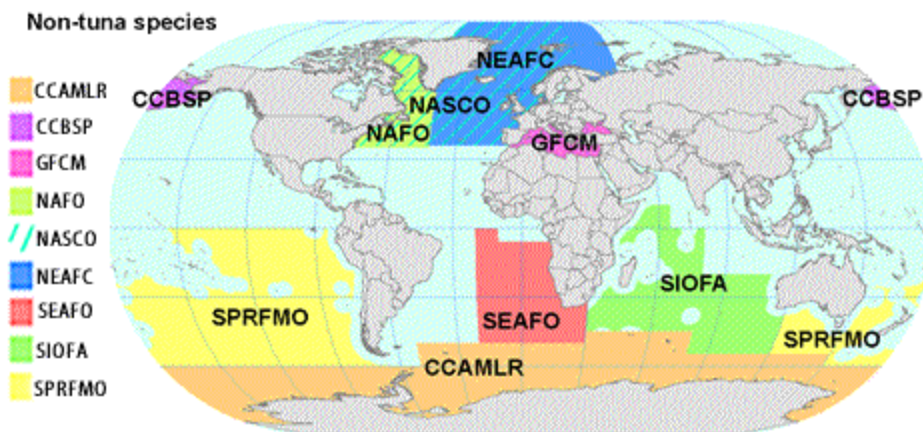 Non-tuna species
CCAMLR
CCBSP
GFCM
NAFO
NASCO
NEAFC
SEAFO
SIOFA
SPRFMO
NEAFC
CCBSP
NASCO
CCBSP
NAFO
GFCM
SIOFA
SPRFMO
SEAFO
SPRFMO
CCAMLR